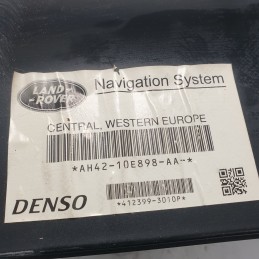 LAND-
-ROVER
Navigation System
CENTRAL, WESTERN EUROPE
*AH42-10E898-AA-*
DENSO
*412399-3010P*